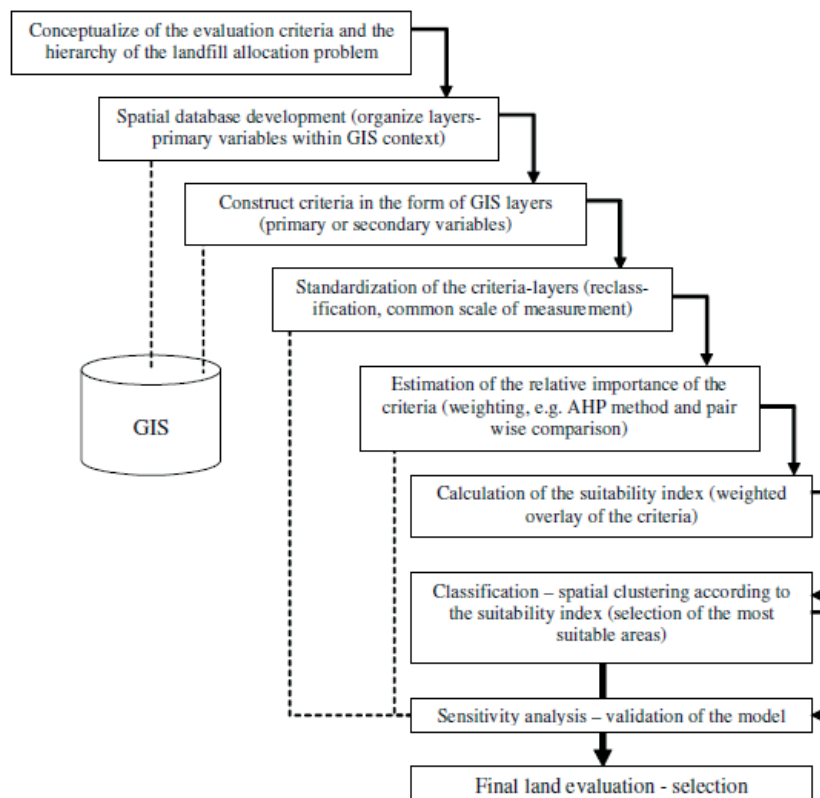 Conceptualize of the evaluation criteria and the
hierarchy of the landfill allocation problem
Spatial database development (organize layers-
primary variables within GIS context)
Construct criteria in the form of GIS layers
(primary or secondary variables)
Standardization of the criteria-layers (reclass-
ification, common scale of measurement)
Estimation of the relative importance of the
criteria (weighting, e.g. AHP method and pair
wise comparison)
GIS
Calculation of the suitability index (weighted
overlay of the criteria)
Classification – spatial clustering according to
the suitability index (selection of the most
suitable areas)
Sensitivity analysis – validation of the model
Final land evaluation - selection